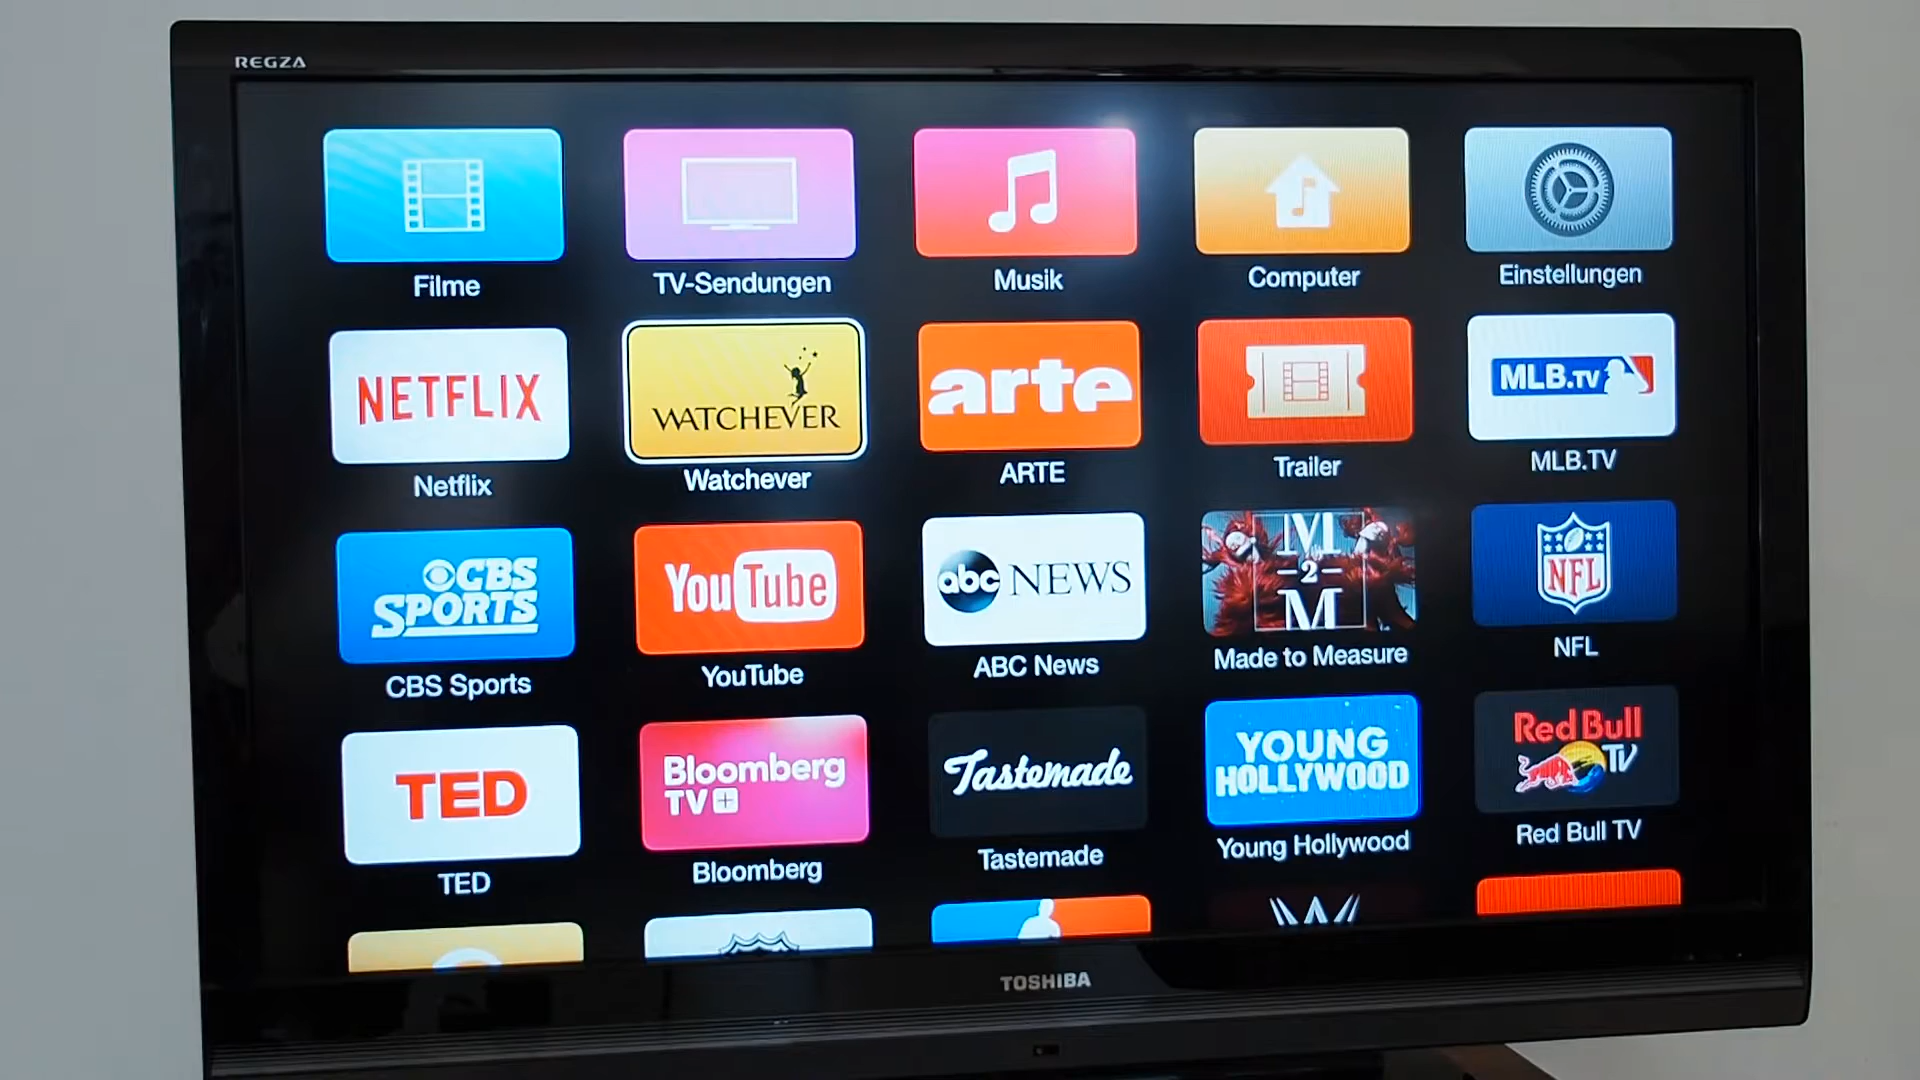 REGZA
Filme
TV-Sendungen
Musik
Computer
Einstellungen
NETFLIX
WATCHEVER
arte
MLB.TV
Netflix
Watchever
ARTE
Trailer
MLB.TV
CBS
SPORTS
YouTube
abc NEWS
M
-2-
M
NFL
CBS Sports
YouTube
ABC News
Made to Measure
NFL
TED
Bloomberg
TV+
Tastemade
YOUNG
HOLLYWOOD
Red Bull
TV
TED
Bloomberg
Tastemade
Young Hollywood
Red Bull TV
TOSHIBA